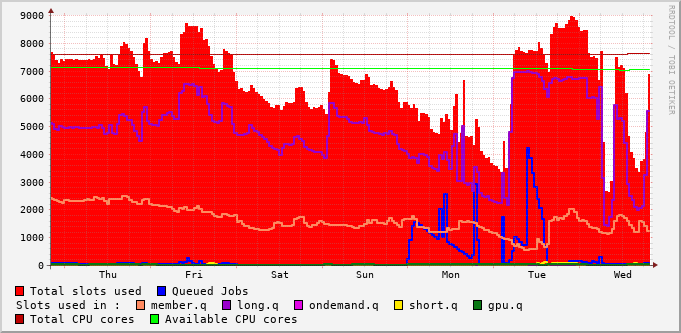 9000
8000
7000
6000
5000
4000
3000
2000
1000
0
Thu Fri Sat Sun Mon Tue Wed
RRDTOOL / TOBI OETIKER
Total slots used Queued Jobs
Slots used in : member.q long.q ondemand.q short.q gpu.q
Total CPU cores Available CPU cores